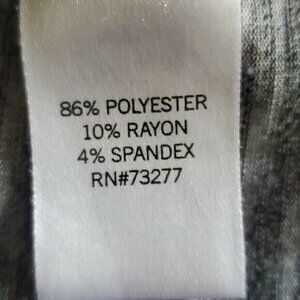 86% POLYESTER
10% RAYON
4% SPANDEX
RN#73277